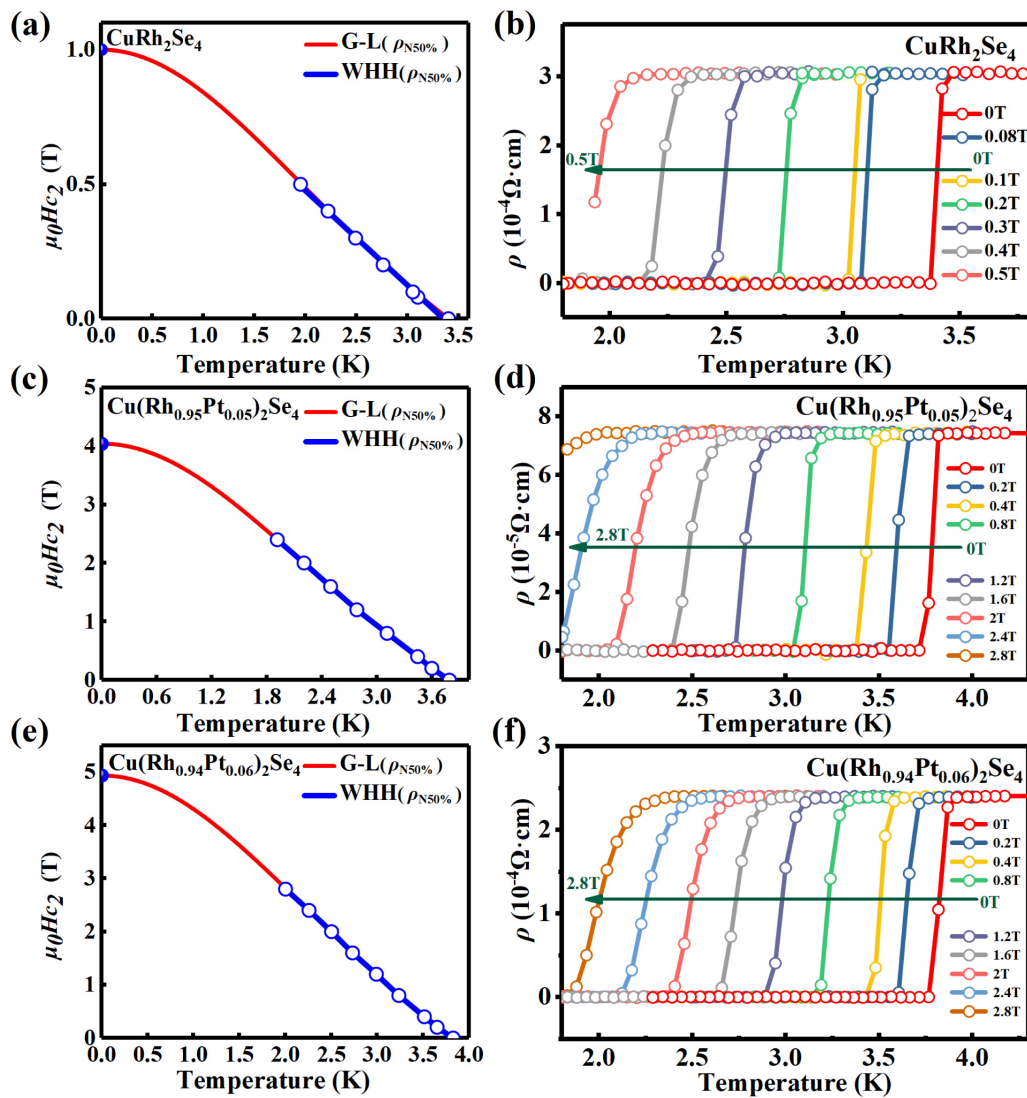 (a)
CuRh₂Se₄
G-L(ρN50%)
WHH(ρN50%)
μ₀Hc₂ (T)
1.0
0.5
0.0
0.0 0.5 1.0 1.5 2.0 2.5 3.0 3.5
Temperature (K)
(b)
CuRh₂Se₄
ρ (10⁻⁴Ω·cm)
3
2
1
0
0.5T
0T
0T
0.08T
0.1T
0.2T
0.3T
0.4T
0.5T
2.0 2.5 3.0 3.5
Temperature (K)
(c)
Cu(Rh₀.₉₅Pt₀.₀₅)₂Se₄
G-L(ρN50%)
WHH(ρN50%)
μ₀Hc₂ (T)
5
4
3
2
1
0
0.0 0.6 1.2 1.8 2.4 3.0 3.6
Temperature (K)
(d)
Cu(Rh₀.₉₅Pt₀.₀₅)₂Se₄
ρ (10⁻⁵Ω·cm)
8
6
4
2
0
2.8T
0T
0T
0.2T
0.4T
0.8T
1.2T
1.6T
2T
2.4T
2.8T
2.0 2.5 3.0 3.5 4.0
Temperature (K)
(e)
Cu(Rh₀.₉₄Pt₀.₀₆)₂Se₄
G-L(ρN50%)
WHH(ρN50%)
μ₀Hc₂ (T)
5
4
3
2
1
0
0.0 0.5 1.0 1.5 2.0 2.5 3.0 3.5 4.0
Temperature (K)
(f)
Cu(Rh₀.₉₄Pt₀.₀₆)₂Se₄
ρ (10⁻⁴Ω·cm)
3
2
1
0
2.8T
0T
0T
0.2T
0.4T
0.8T
1.2T
1.6T
2T
2.4T
2.8T
2.0 2.5 3.0 3.5 4.0
Temperature (K)